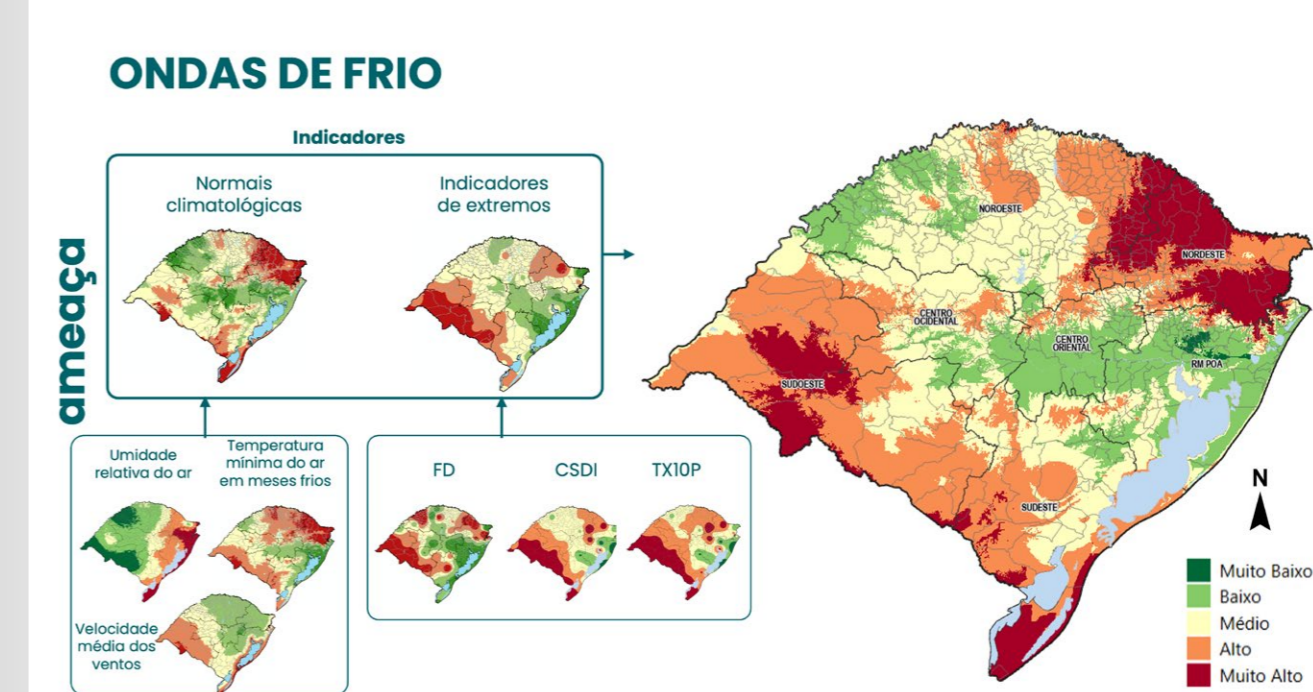 ONDAS DE FRIO
Indicadores
Normais
climatológicas
Indicadores
de extremos
ameaça
Umidade
relativa do ar
Temperatura
mínima do ar
em meses frios
Velocidade
média dos
ventos
FD
CSDI
TX10P
NOROESTE
NORDESTE
CENTRO
OCIDENTAL
CENTRO
ORIENTAL
RM POA
SUDOESTE
SUDESTE
N
Muito Baixo
Baixo
Médio
Alto
Muito Alto